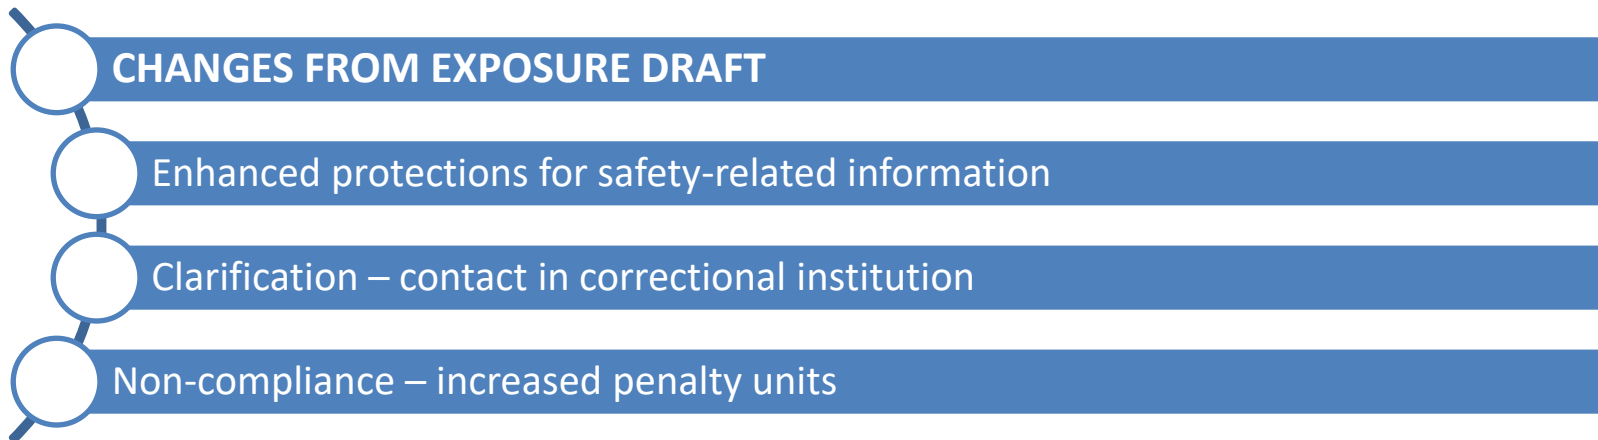 CHANGES FROM EXPOSURE DRAFT
Enhanced protections for safety-related information
Clarification – contact in correctional institution
Non-compliance – increased penalty units